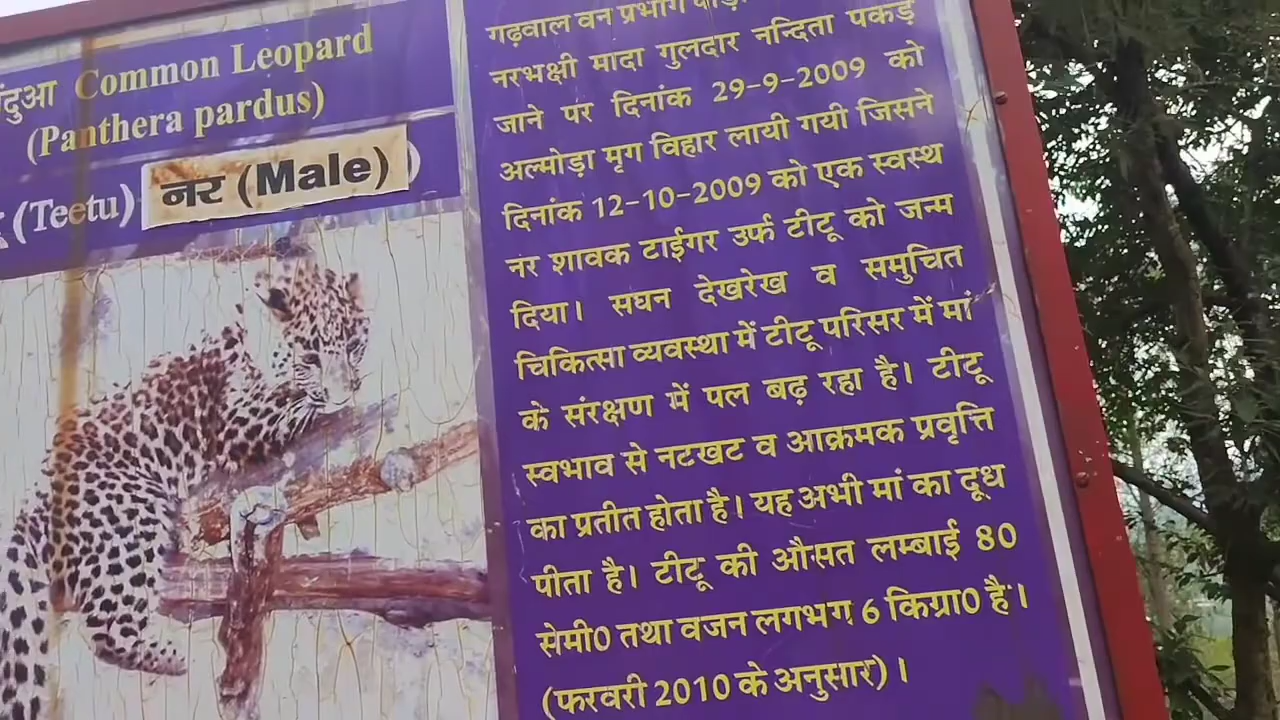 Common Leopard
(Panthera pardus)
(Teetu) नर (Male) )
गढ़वाल वन प्रभाग
नरभक्षी मादा गुलदार नन्दिता पकड़े
जाने पर दिनांक 29-9-2009 को
अल्मोड़ा मृग विहार लायी गयी जिसने
दिनांक 12-10-2009 को एक स्वस्थ
नर शावक टाईगर उर्फ टीटू को जन्म
दिया। सघन देखरेख व समुचित
चिकित्सा व्यवस्था में टीटू परिसर में मां
के संरक्षण में पल बढ़ रहा है। टीटू
स्वभाव से नटखट व आक्रमक प्रवृत्ति
का प्रतीत होता है। यह अभी मां का दूध
पीता है। टीटू की औसत लम्बाई 80
सेमी0 तथा वजन लगभग 6 किग्रा0 है।
(फरवरी 2010 के अनुसार)।